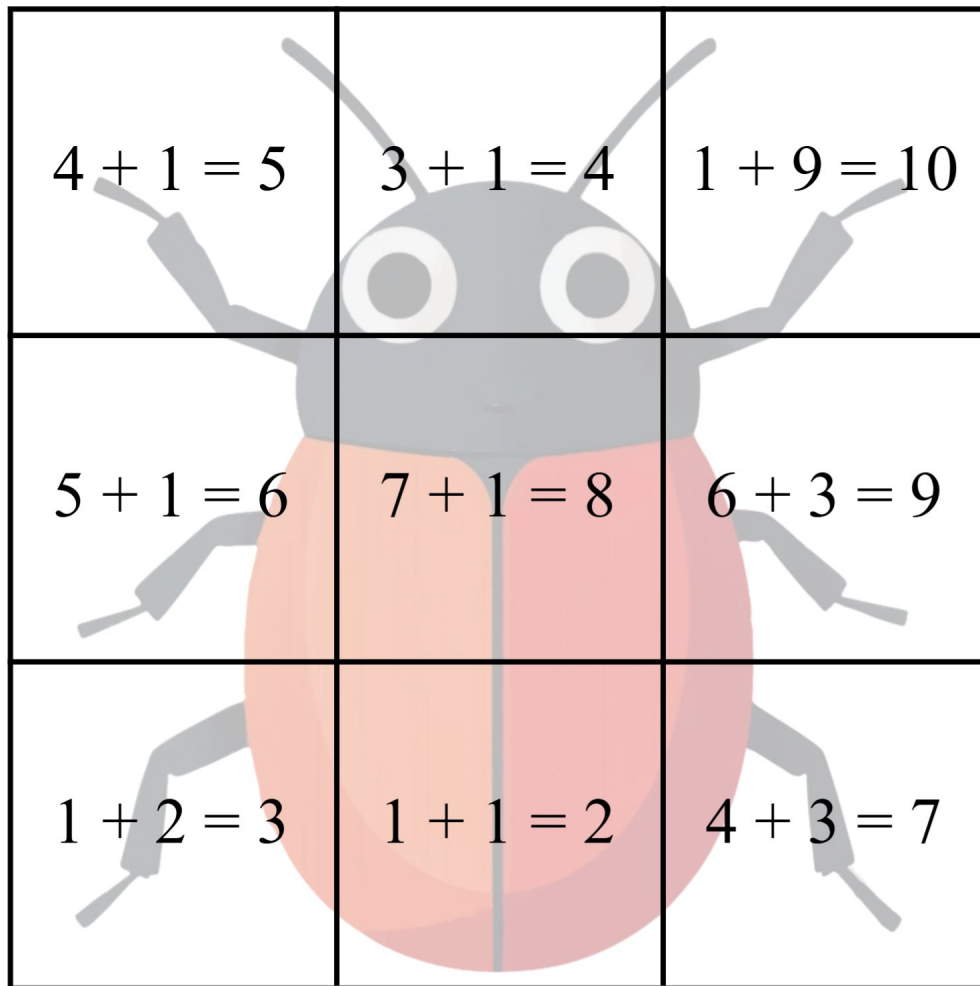 4 + 1 = 5
3 + 1 = 4
1 + 9 = 10
5 + 1 = 6
7 + 1 = 8
6 + 3 = 9
1 + 2 = 3
1 + 1 = 2
4 + 3 = 7